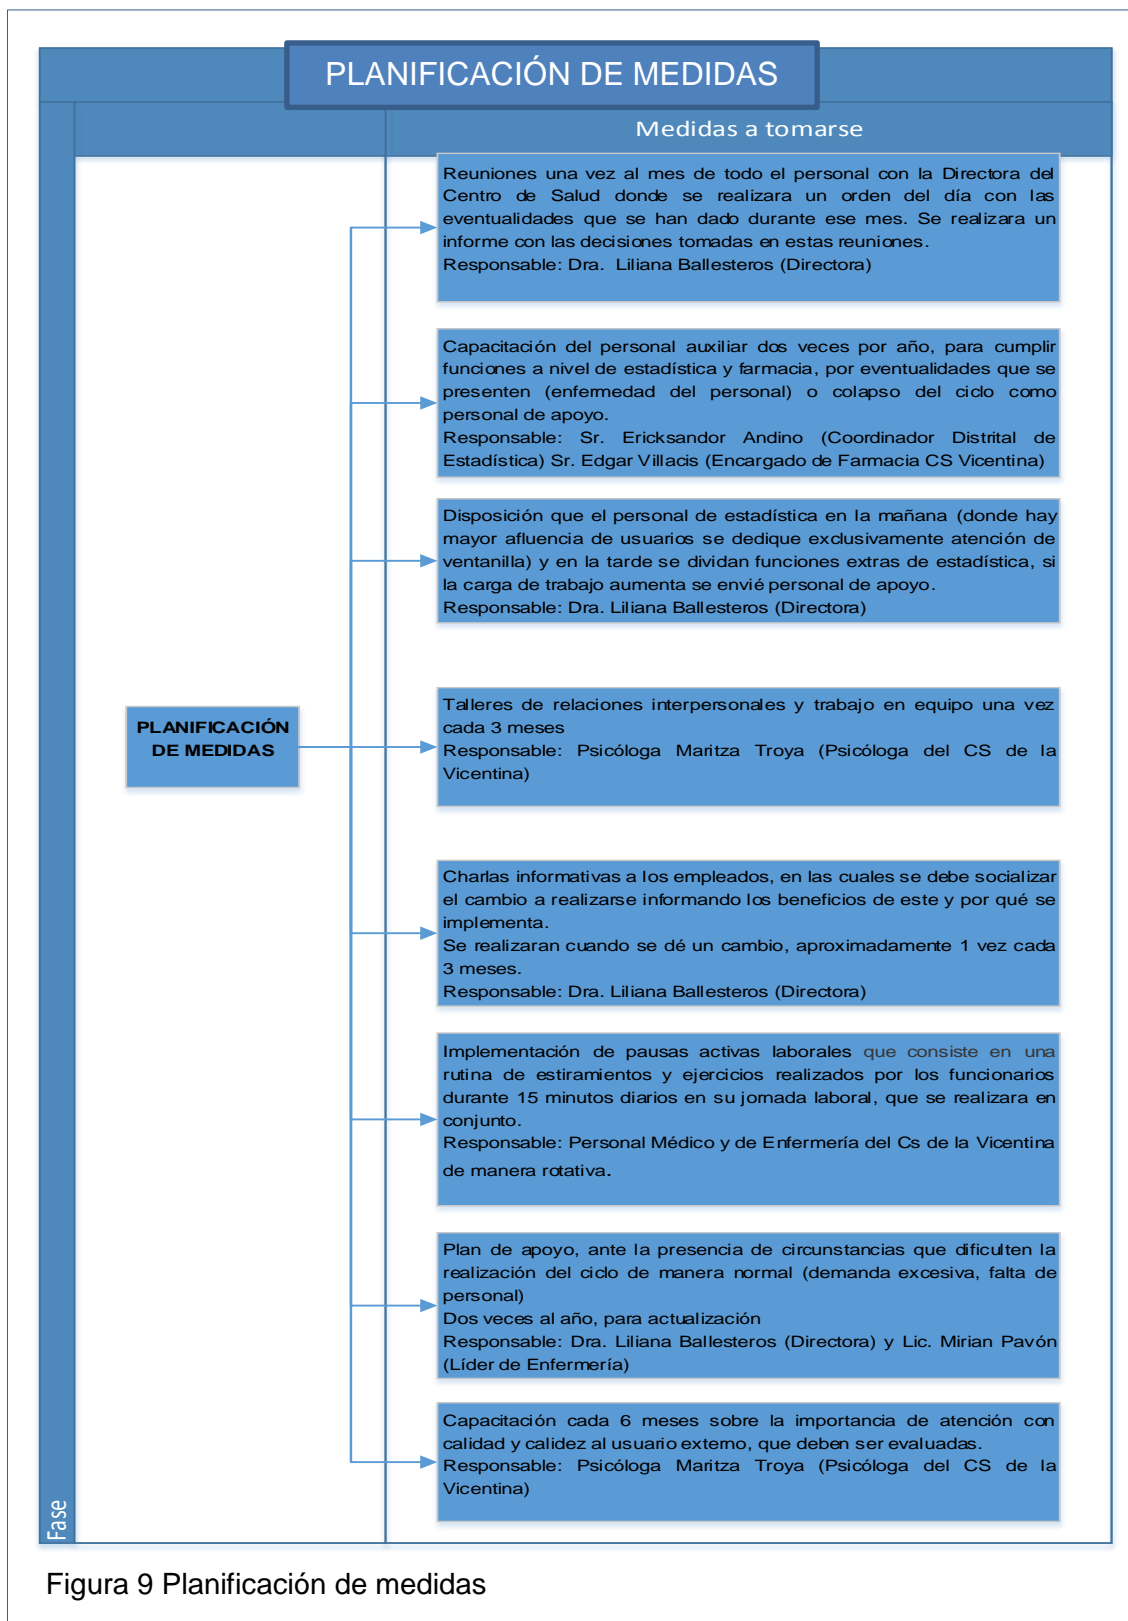 PLANIFICACIÓN DE MEDIDAS
Medidas a tomarse
Reuniones una vez al mes de todo el personal con la Directora del
Centro de Salud donde se realizara un orden del día con las
eventualidades que se han dado durante ese mes. Se realizara un
informe con las decisiones tomadas en estas reuniones.
Responsable: Dra. Liliana Ballesteros (Directora)
Capacitación del personal auxiliar dos veces por año, para cumplir
funciones a nivel de estadística y farmacia, por eventualidades que se
presenten (enfermedad del personal) o colapso del ciclo como
personal de apoyo.
Responsable: Sr. Ericksandor Andino (Coordinador Distrital de
Estadística) Sr. Edgar Villacis (Encargado de Farmacia CS Vicentina)
Disposición que el personal de estadística en la mañana (donde hay
mayor afluencia de usuarios se dedique exclusivamente atención de
ventanilla) y en la tarde se dividan funciones extras de estadística, si
la carga de trabajo aumenta se envié personal de apoyo.
Responsable: Dra. Liliana Ballesteros (Directora)
PLANIFICACIÓN
DE MEDIDAS
Talleres de relaciones interpersonales y trabajo en equipo una vez
cada 3 meses
Responsable: Psicóloga Maritza Troya (Psicóloga del CS de la
Vicentina)
Charlas informativas a los empleados, en las cuales se debe socializar
el cambio a realizarse informando los beneficios de este y por qué se
implementa.
Se realizaran cuando se dé un cambio, aproximadamente 1 vez cada
3 meses.
Responsable: Dra. Liliana Ballesteros (Directora)
Implementación de pausas activas laborales que consiste en una
rutina de estiramientos y ejercicios realizados por los funcionarios
durante 15 minutos diarios en su jornada laboral, que se realizara en
conjunto.
Responsable: Personal Médico y de Enfermería del Cs de la Vicentina
de manera rotativa.
Plan de apoyo, ante la presencia de circunstancias que dificulten la
realización del ciclo de manera normal (demanda excesiva, falta de
personal)
Dos veces al año, para actualización
Responsable: Dra. Liliana Ballesteros (Directora) y Lic. Mirian Pavón
(Líder de Enfermería)
Capacitación cada 6 meses sobre la importancia de atención con
calidad y calidez al usuario externo, que deben ser evaluadas.
Responsable: Psicóloga Maritza Troya (Psicóloga del CS de la
Vicentina)
Fase
Figura 9 Planificación de medidas